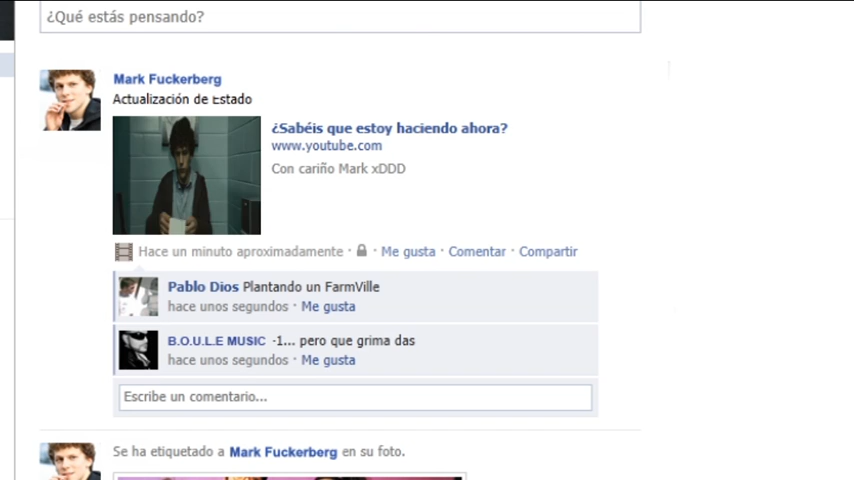 ¿Qué estás pensando?
Mark Fuckerberg
Actualización de Estado
¿Sabéis que estoy haciendo ahora?
www.youtube.com
Con cariño Mark xDDD
Hace un minuto aproximadamente · Me gusta · Comentar · Compartir
Pablo Dios Plantando un FarmVille
hace unos segundos · Me gusta
B.O.U.L.E MUSIC -1... pero que grima das
hace unos segundos · Me gusta
Escribe un comentario...
Se ha etiquetado a Mark Fuckerberg en su foto.